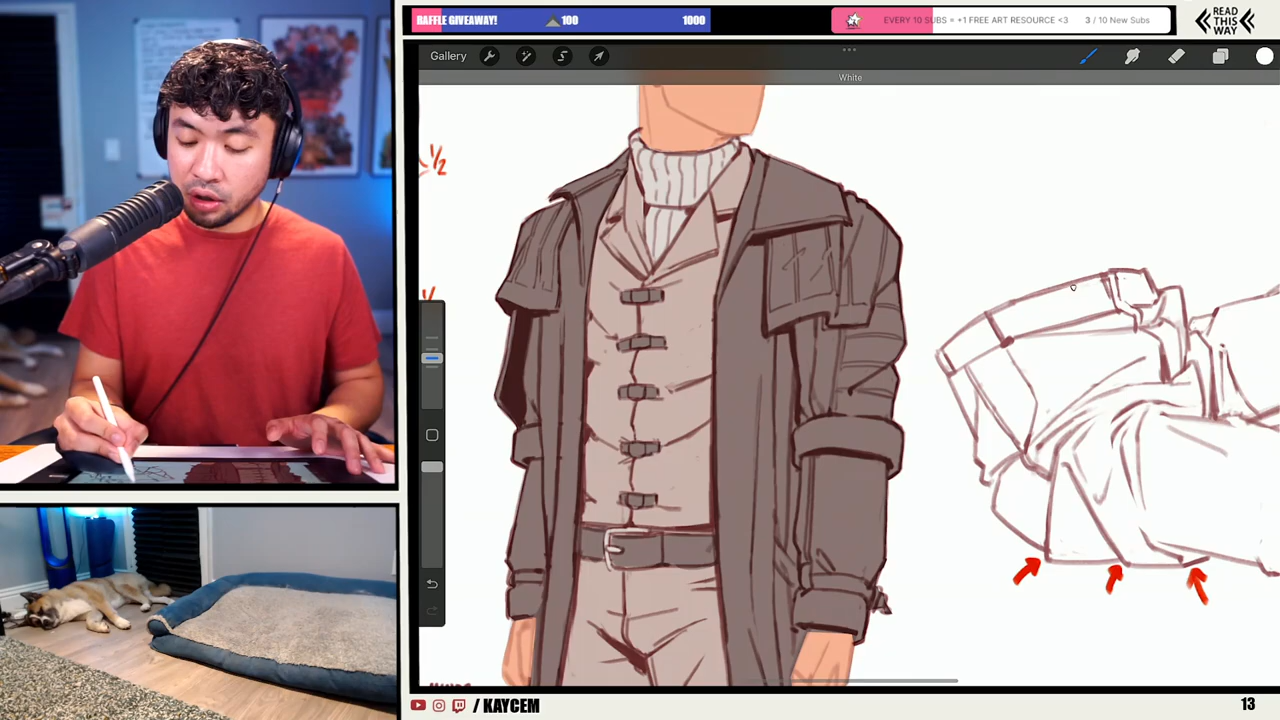 RAFFLE GIVEAWAY!
100
1000
EVERY 10 SUBS = +1 FREE ART RESOURCE <3
3 / 10 New Subs
READ
THIS
WAY
Gallery
White
1/2
/ KAYCEM
13